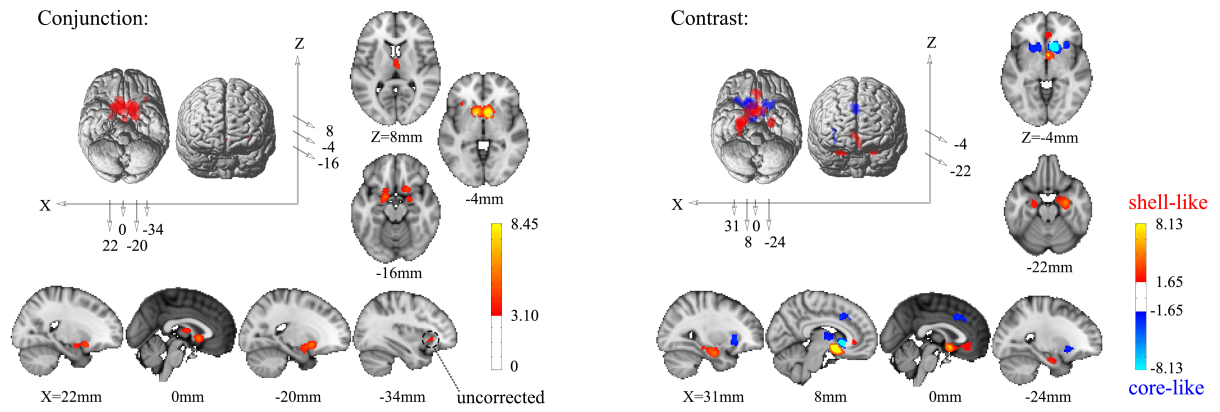 Conjunction:
Z
8
-4
-16
X
22
0
-20
-34
Z=8mm
-4mm
-16mm
8.45
3.10
0
X=22mm
0mm
-20mm
-34mm
uncorrected
Contrast:
Z
-4
-22
X
31
8
0
-24
Z=-4mm
-22mm
shell-like
8.13
1.65
-1.65
-8.13
core-like
X=31mm
8mm
0mm
-24mm